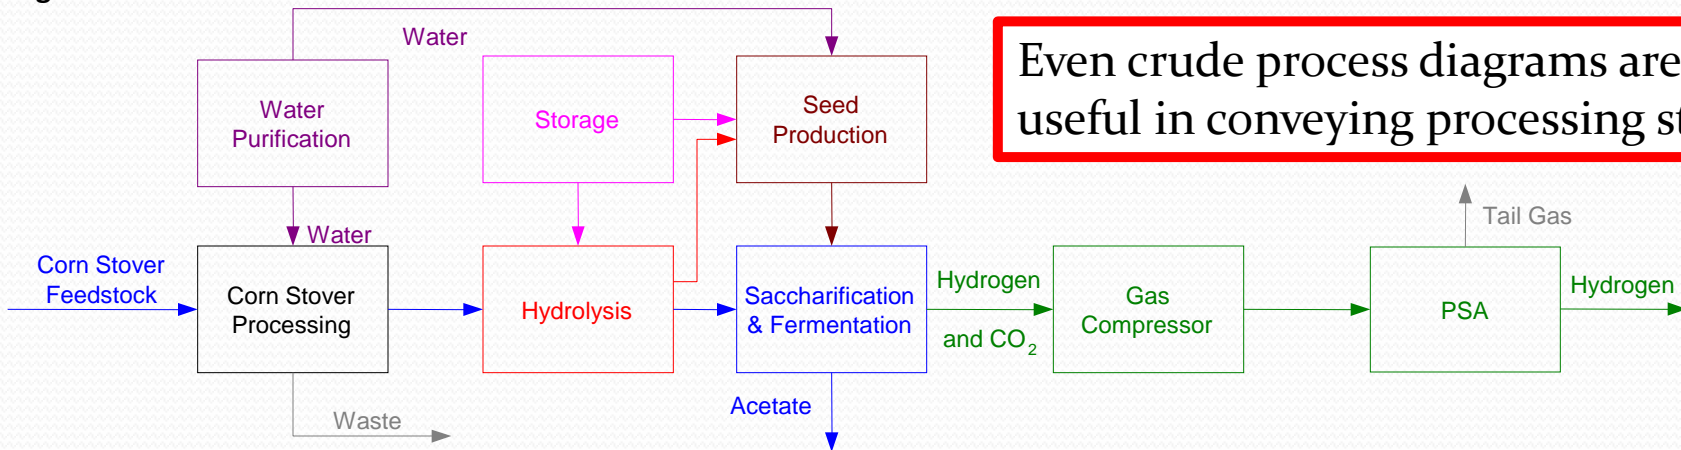 Water
Even crude process diagrams are
useful in conveying processing
Water
Purification
Storage
Seed
Production
Tail Gas
Water
Corn Stover
Feedstock
Corn Stover
Processing
Hydrolysis
Saccharification
& Fermentation
Hydrogen
and CO2
Gas
Compressor
PSA
Hydrogen
Acetate
Waste